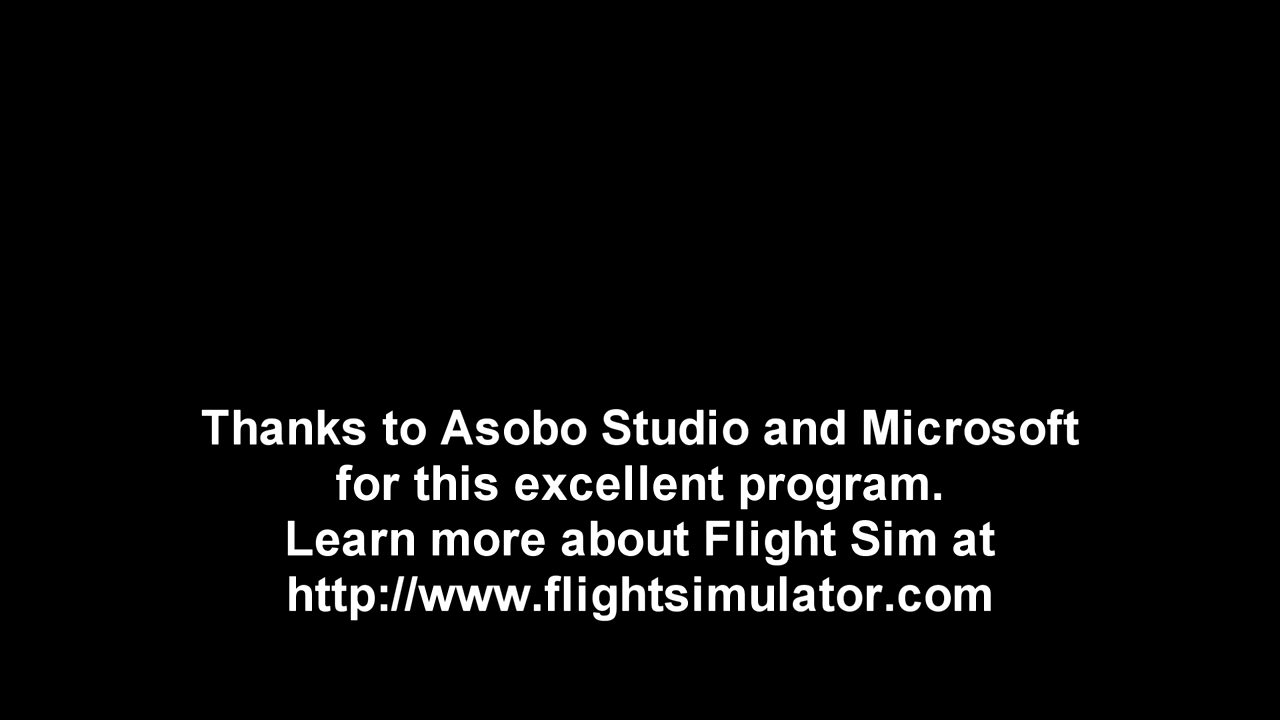 Thanks to Asobo Studio and Microsoft
for this excellent program.
Learn more about Flight Sim at
http://www.flightsimulator.com